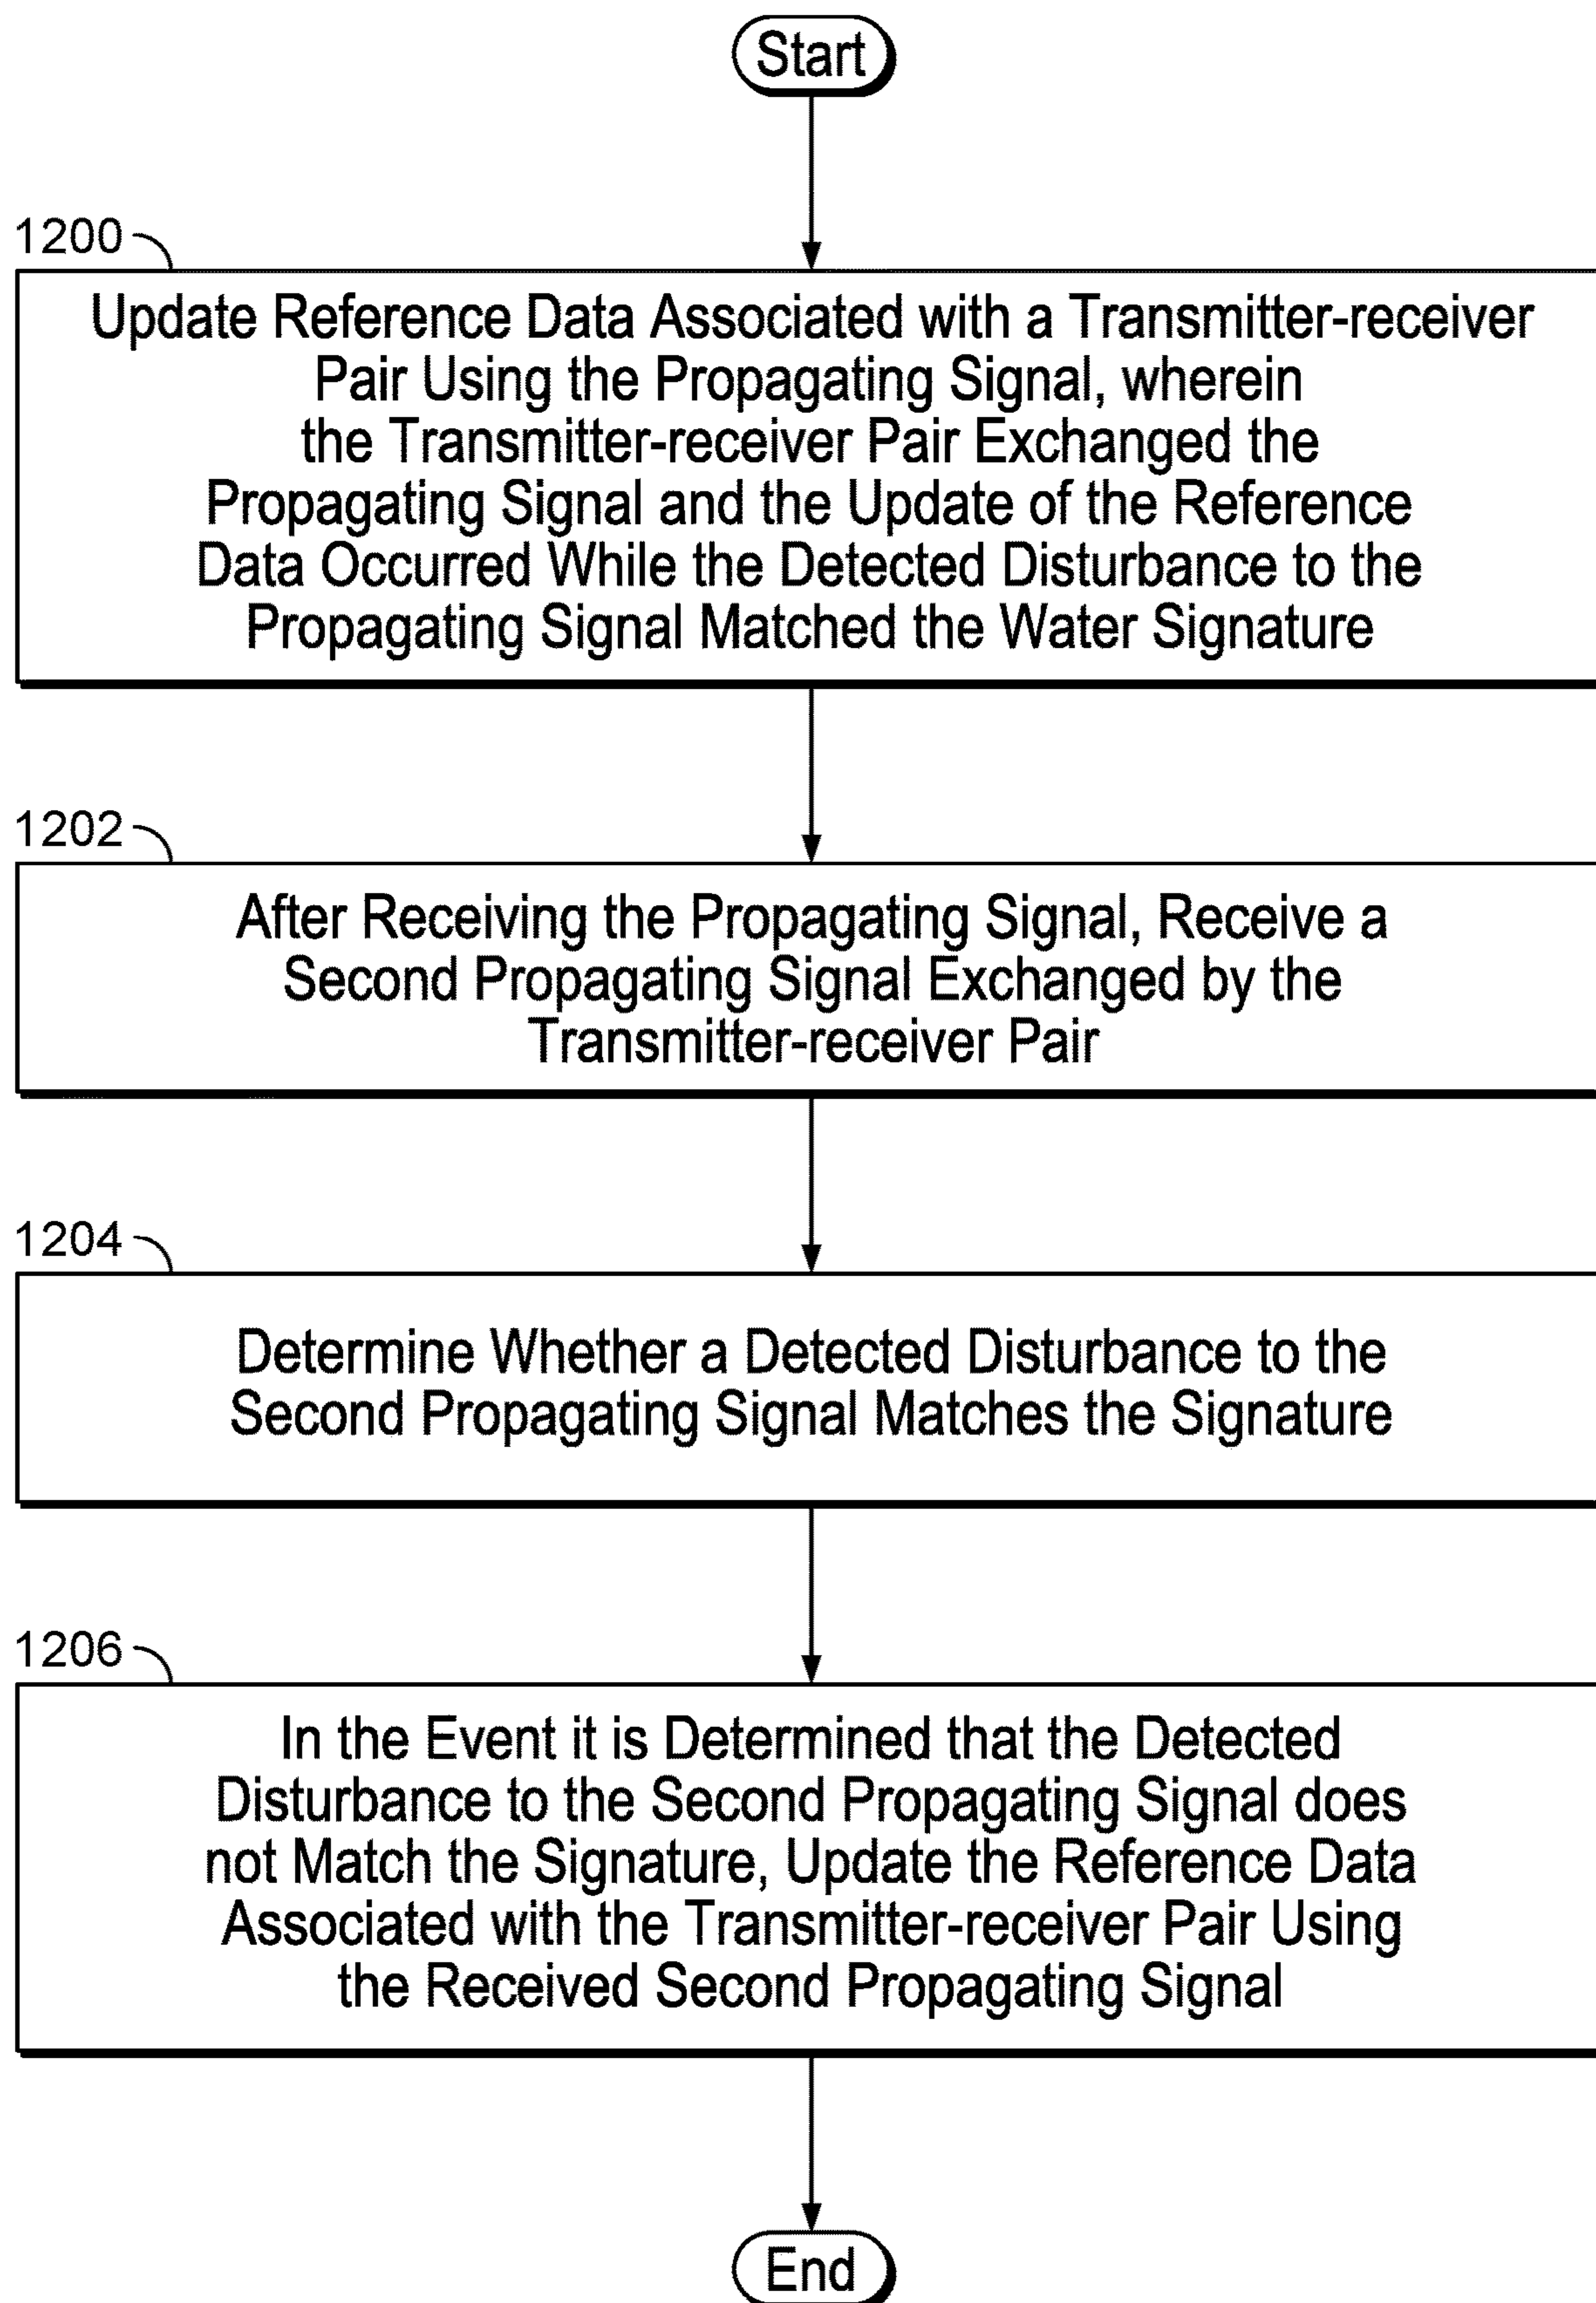 Start
1200
Update Reference Data Associated with a Transmitter-receiver
Pair Using the Propagating Signal, wherein
the Transmitter-receiver Pair Exchanged the
Propagating Signal and the Update of the Reference
Data Occurred While the Detected Disturbance to the
Propagating Signal Matched the Water Signature
1202
After Receiving the Propagating Signal, Receive a
Second Propagating Signal Exchanged by the
Transmitter-receiver Pair
1204
Determine Whether a Detected Disturbance to the
Second Propagating Signal Matches the Signature
1206
In the Event it is Determined that the Detected
Disturbance to the Second Propagating Signal does
not Match the Signature, Update the Reference Data
Associated with the Transmitter-receiver Pair Using
the Received Second Propagating Signal
End